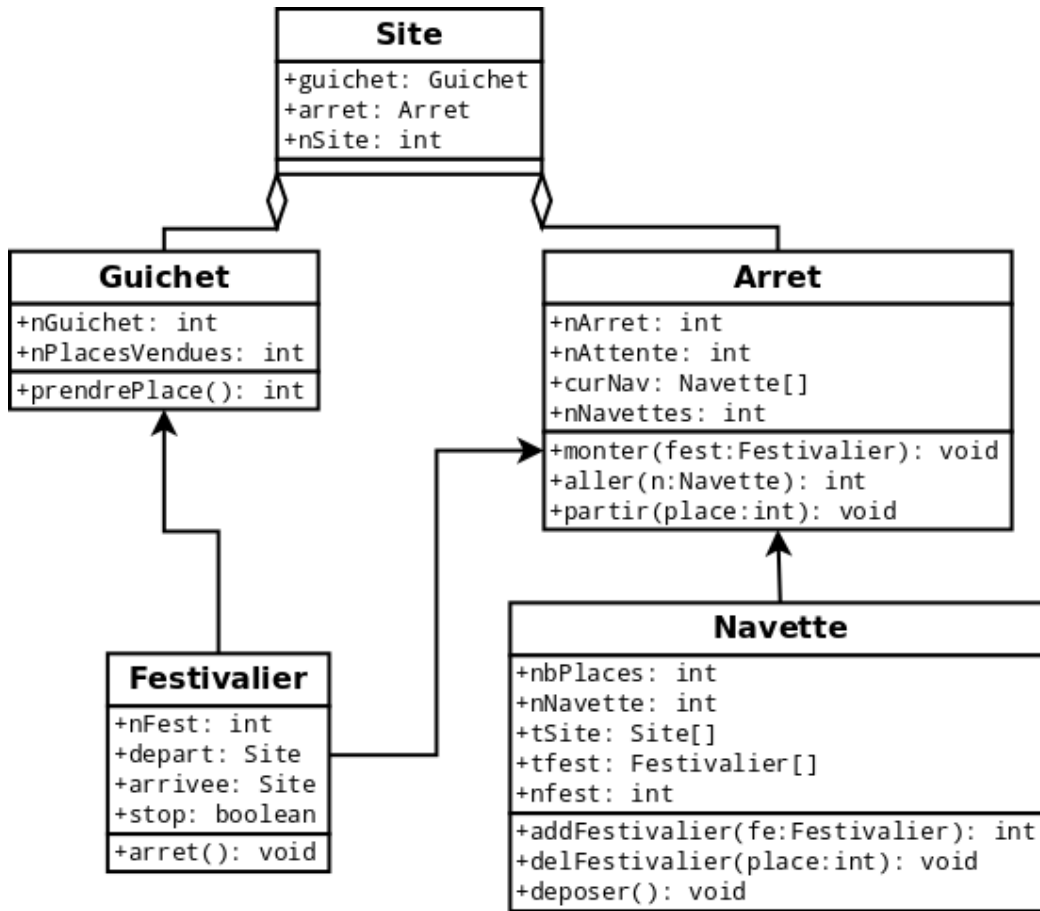 Site
+guichet: Guichet
+arret: Arret
+nSite: int
Guichet
+nGuichet: int
+nPlacesVendues: int
+prendrePlace(): int
Arret
+nArret: int
+nAttente: int
+curNav: Navette[]
+nNavettes: int
+monter(fest:Festivalier): void
+aller(n:Navette): int
+partir(place:int): void
Festivalier
+nFest: int
+depart: Site
+arrivee: Site
+stop: boolean
+arret(): void
Navette
+nbPlaces: int
+nNavette: int
+tSite: Site[]
+tfest: Festivalier[]
+nfest: int
+addFestivalier(fe:Festivalier): int
+delFestivalier(place:int): void
+deposer(): void